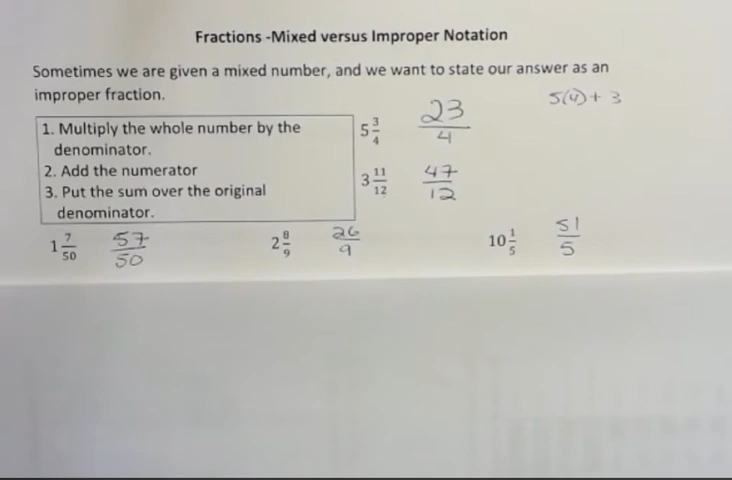 Fractions -Mixed versus Improper Notation
Sometimes we are given a mixed number, and we want to state our answer as an
improper fraction.
5(4) + 3
1. Multiply the whole number by the
denominator.
2. Add the numerator
3. Put the sum over the original
denominator.
5 3/4 23/4
3 11/12 47/12
1 7/50 57/50 2 8/9 26/9 10 1/5 51/5